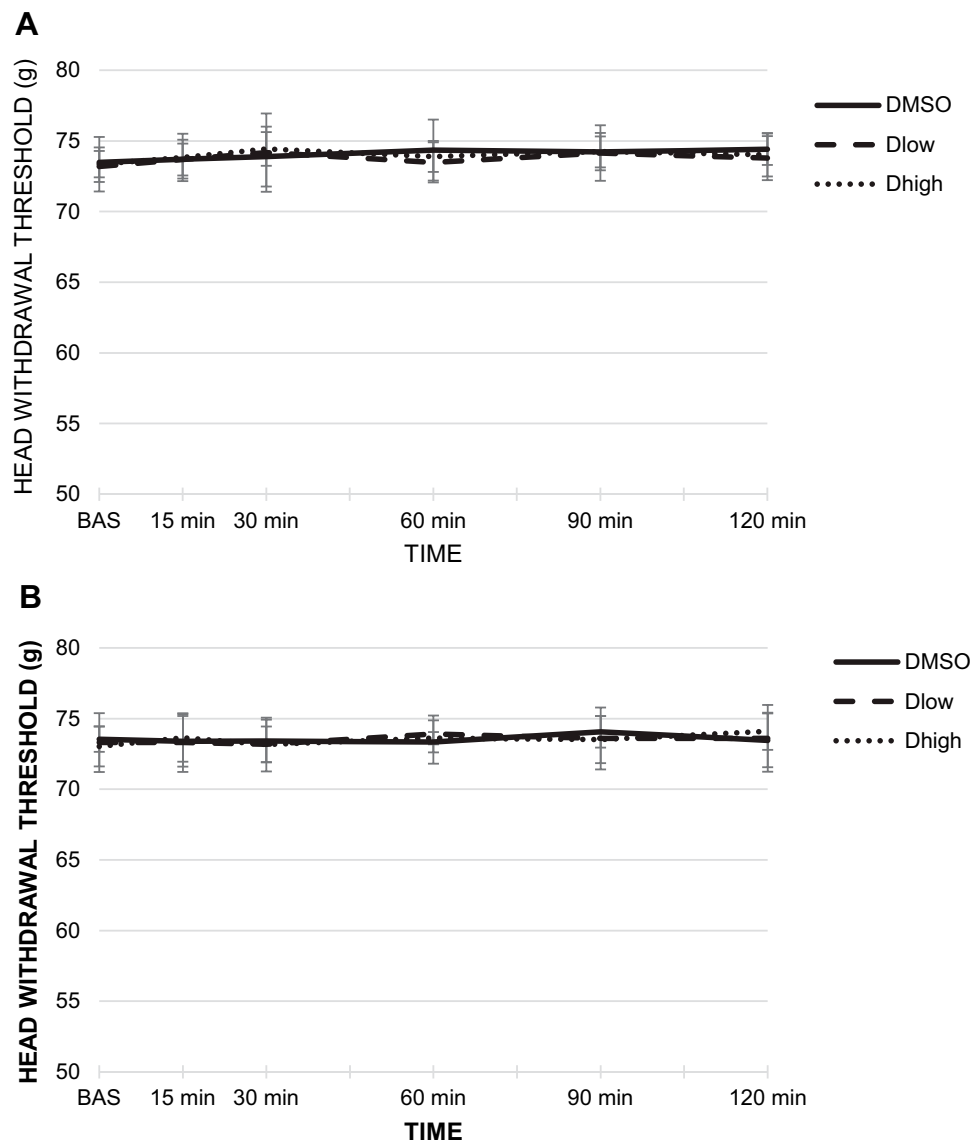 A
HEAD WITHDRAWAL THRESHOLD (g)
80
75
70
65
60
55
50
BAS 15 min 30 min 60 min 90 min 120 min
TIME
DMSO
Dlow
Dhigh
B
HEAD WITHDRAWAL THRESHOLD (g)
80
75
70
65
60
55
50
BAS 15 min 30 min 60 min 90 min 120 min
TIME
DMSO
Dlow
Dhigh